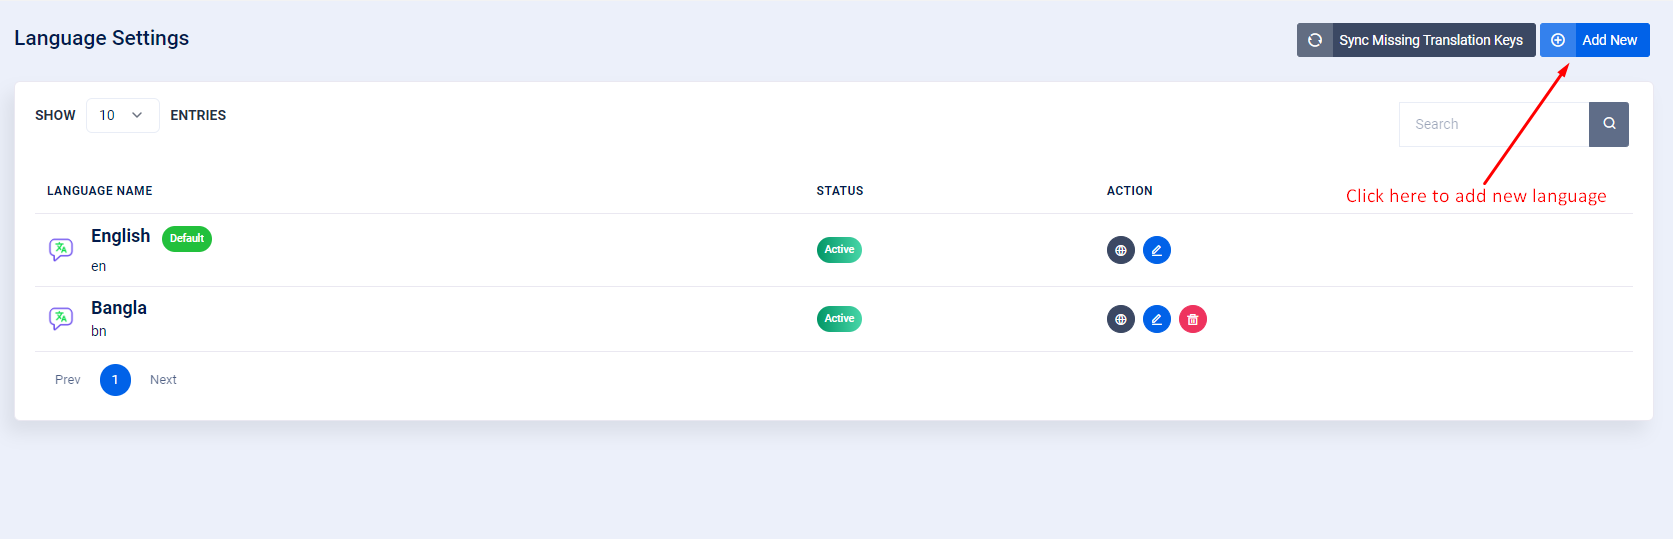 Language Settings
Sync Missing Translation Keys
Add New
SHOW 10 ENTRIES
Search
LANGUAGE NAME STATUS ACTION
Click here to add new language
English Default
en
Active
Bangla
bn
Active
Prev 1 Next